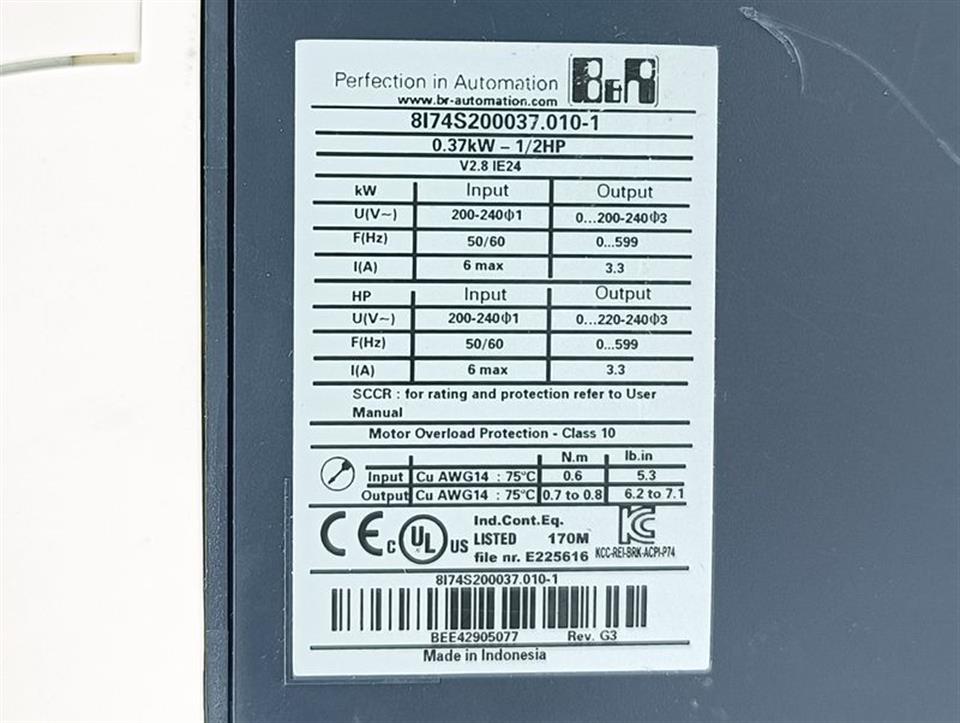 Perfection in Automation B&R
www.br-automation.com
8I74S200037.010-1
0.37kW - 1/2HP
V2.8 IE24
kW Input Output
U(V~) 200-240Φ1 0...200-240Φ3
F(Hz) 50/60 0...599
I(A) 6 max 3.3
HP Input Output
U(V~) 200-240Φ1 0...220-240Φ3
F(Hz) 50/60 0...599
I(A) 6 max 3.3
SCCR : for rating and protection refer to User
Manual
Motor Overload Protection - Class 10
N.m lb.in
Input Cu AWG14 : 75°C 0.6 5.3
Output Cu AWG14 : 75°C 0.7 to 0.8 6.2 to 7.1
CE c UL US
Ind.Cont.Eq.
LISTED 170M
file nr. E225616
KC
KCC-REI-BRK-ACPI-P74
8I74S200037.010-1
BEE42905077 Rev. G3
Made in Indonesia